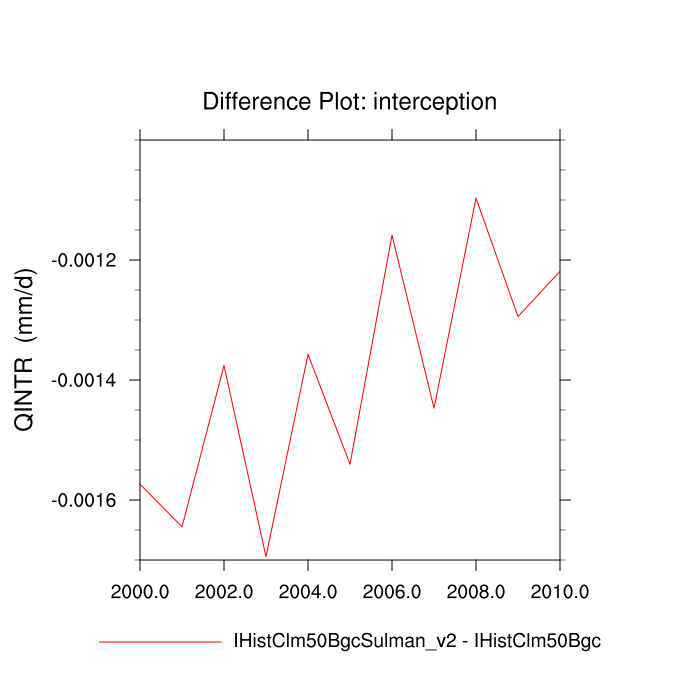 Difference Plot: interception
QINTR (mm/d)
-0.0012
-0.0014
-0.0016
2000.0 2002.0 2004.0 2006.0 2008.0 2010.0
IHistClm50BgcSulman_v2 - IHistClm50Bgc